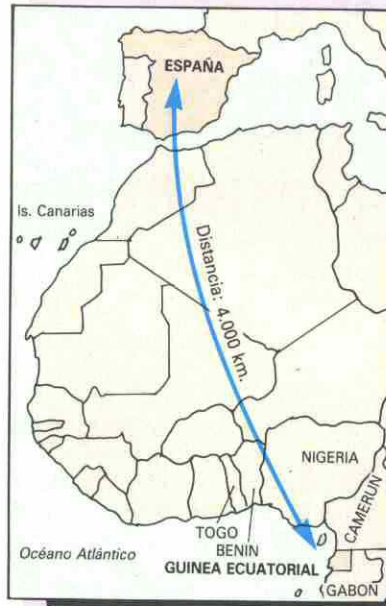 ESPAÑA
Is. Canarias
Distancia: 4.000 km.
NIGERIA
CAMERUN
TOGO
BENIN
Océano Atlántico
GUINEA ECUATORIAL
GABON